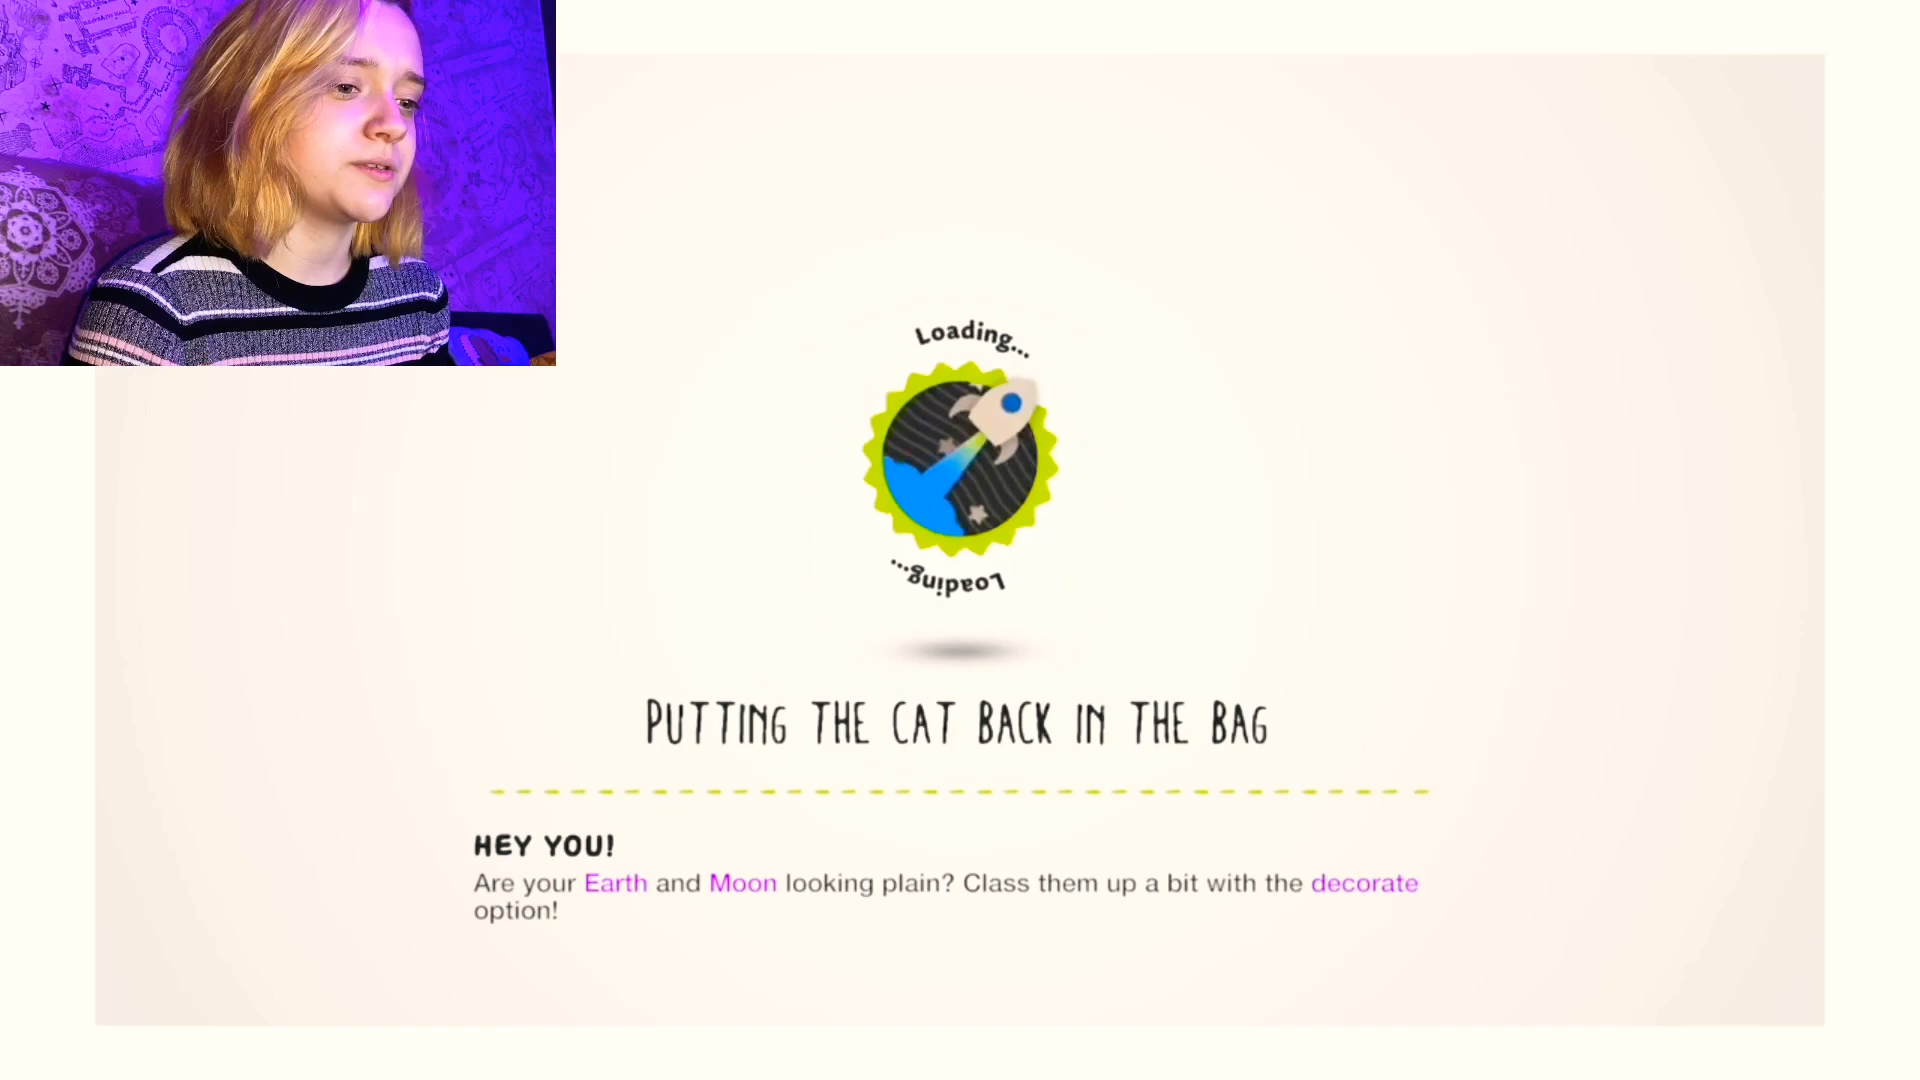 Loading...
Loading...
PUTTING THE CAT BACK IN THE BAG
HEY YOU!
Are your Earth and Moon looking plain? Class them up a bit with the decorate
option!